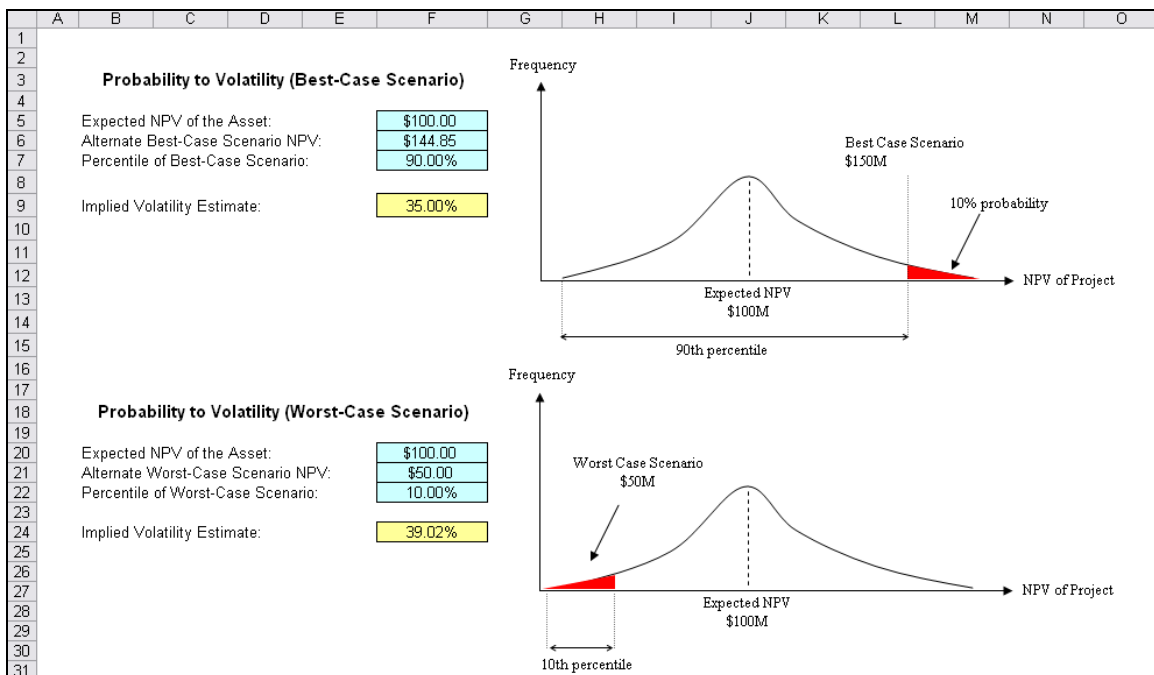 A B C D E F G H I J K L M N O
1
2
Frequency
3 Probability to Volatility (Best-Case Scenario)
4
5 Expected NPV of the Asset: $100.00
6 Alternate Best-Case Scenario NPV: $144.85
Best Case Scenario
7 Percentile of Best-Case Scenario: 90.00%
$150M
8
9 Implied Volatility Estimate: 35.00%
10% probability
10
11
12
NPV of Project
13
Expected NPV
14
$100M
15
90th percentile
16
Frequency
17
18 Probability to Volatility (Worst-Case Scenario)
19
20 Expected NPV of the Asset: $100.00
Worst Case Scenario
21 Alternate Worst-Case Scenario NPV: $50.00
$50M
22 Percentile of Worst-Case Scenario: 10.00%
23
24 Implied Volatility Estimate: 39.02%
25
26
27
NPV of Project
Expected NPV
28
$100M
29
30
10th percentile
31